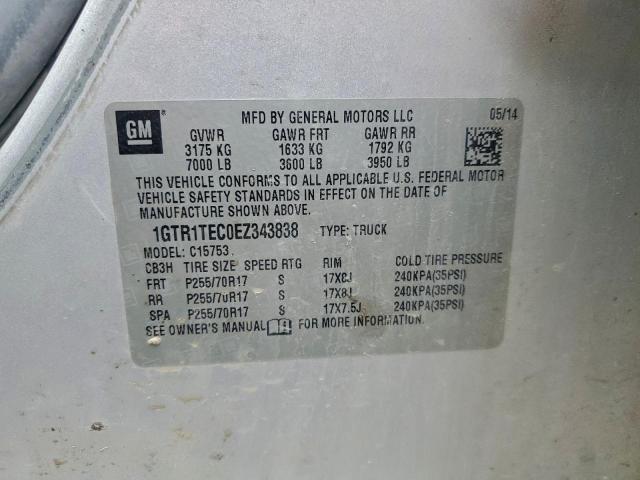 GM
MFD BY GENERAL MOTORS LLC 05/14
GVWR GAWR FRT GAWR RR
3175 KG 1633 KG 1792 KG
7000 LB 3600 LB 3950 LB
THIS VEHICLE CONFORMS TO ALL APPLICABLE U.S. FEDERAL MOTOR
VEHICLE SAFETY STANDARDS IN EFFECT ON THE DATE OF
MANUFACTURE SHOWN ABOVE.
1GTR1TEC0EZ343838 TYPE: TRUCK
MODEL: C15753
CB3H TIRE SIZE SPEED RTG RIM COLD TIRE PRESSURE
FRT P255/70R17 S 17X8J 240KPA(35PSI)
RR P255/70R17 S 17X8J 240KPA(35PSI)
SPA P255/70R17 S 17X7.5J 240KPA(35PSI)
SEE OWNER'S MANUAL FOR MORE INFORMATION.